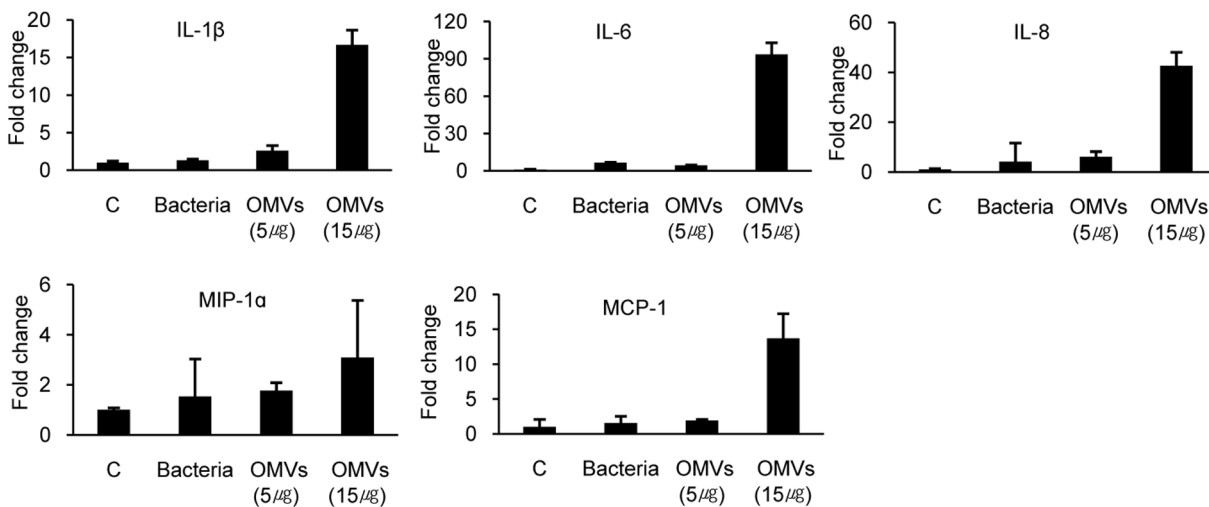 IL-1β
Fold change
20
15
10
5
0
C Bacteria OMVs OMVs
(5㎍) (15㎍)
IL-6
Fold change
120
90
60
30
0
C Bacteria OMVs OMVs
(5㎍) (15㎍)
IL-8
Fold change
60
40
20
0
C Bacteria OMVs OMVs
(5㎍) (15㎍)
MIP-1α
Fold change
6
4
2
0
C Bacteria OMVs OMVs
(5㎍) (15㎍)
MCP-1
Fold change
20
15
10
5
0
C Bacteria OMVs OMVs
(5㎍) (15㎍)